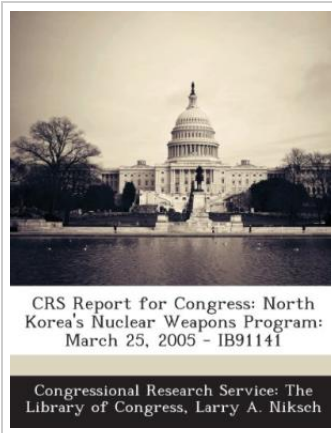 CRS Report for Congress: North
Korea's Nuclear Weapons Program:
March 25, 2005 - IB91141
Congressional Research Service: The
Library of Congress, Larry A. Niksch